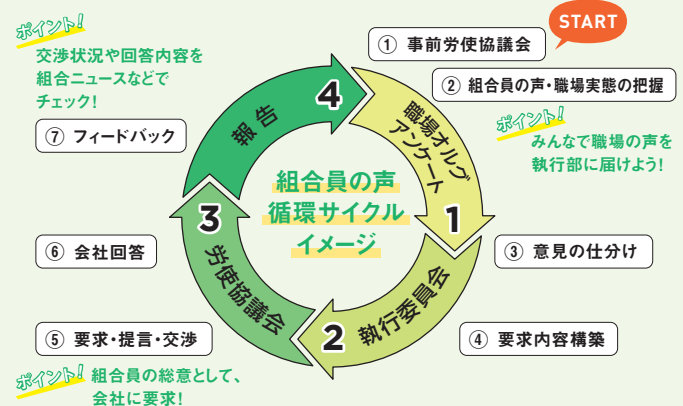 START
① 事前労使協議会
② 組合員の声・職場実態の把握
ポイント!
みんなで職場の声を
執行部に届けよう!
③ 意見の仕分け
④ 要求内容構築
⑤ 要求・提言・交渉
ポイント!
組合員の総意として、
会社に要求!
⑥ 会社回答
⑦ フィードバック
ポイント!
交渉状況や回答内容を
組合ニュースなどで
チェック!
組合員の声
循環サイクル
イメージ
職場オルグ
アンケート
1
執行委員会
2
労使協議会
3
報告
4